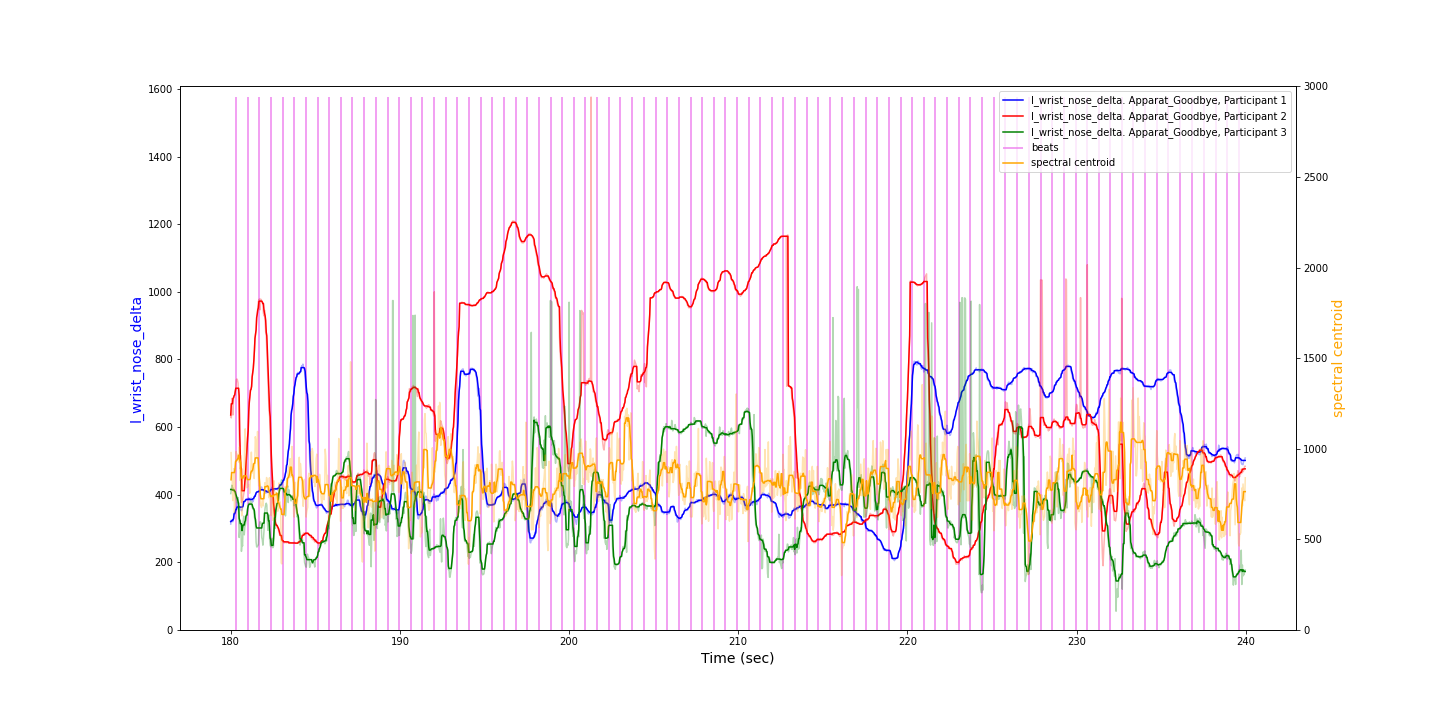 1600
1400
1200
1000
800
600
400
200
0
l_wrist_nose_delta
3000
2500
2000
1500
1000
500
0
spectral centroid
l_wrist_nose_delta. Apparat_Goodbye, Participant 1
l_wrist_nose_delta. Apparat_Goodbye, Participant 2
l_wrist_nose_delta. Apparat_Goodbye, Participant 3
beats
spectral centroid
180 190 200 210 220 230 240
Time (sec)